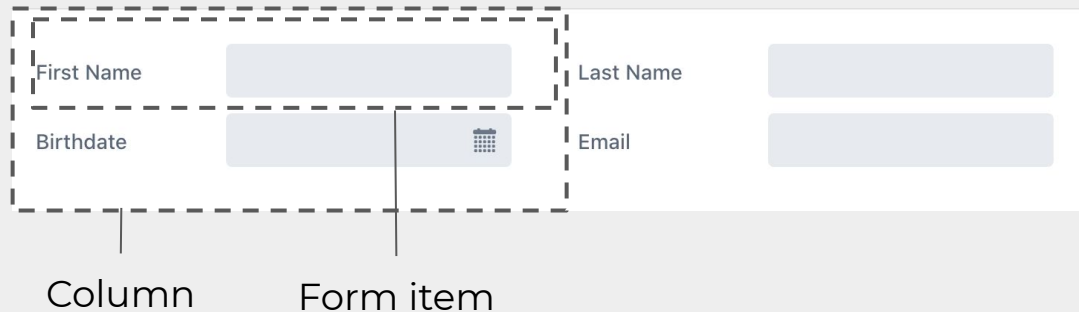 First Name
Last Name
Birthdate
Email
Column
Form item